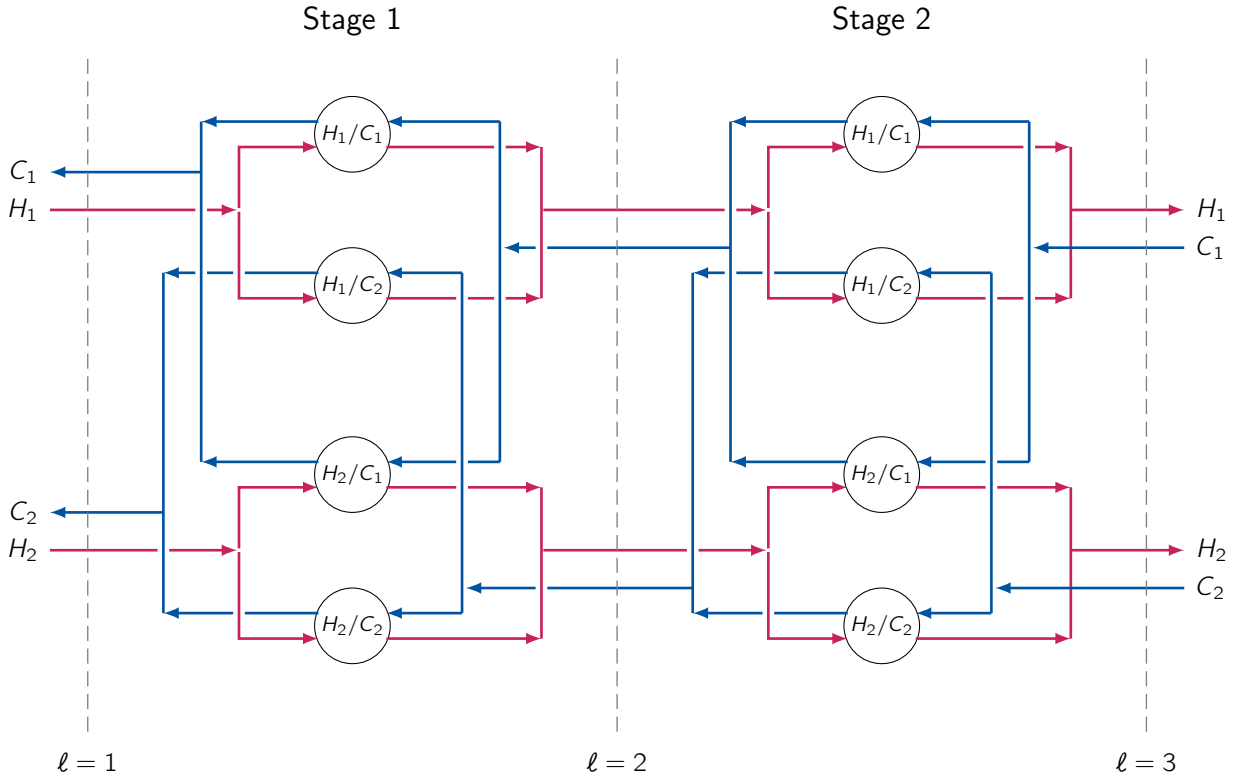 Stage 1 Stage 2
H₁/C₁ H₁/C₁
C₁
H₁ H₁
C₁
H₁/C₂ H₁/C₂
H₂/C₁ H₂/C₁
C₂
H₂ H₂
C₂
H₂/C₂ H₂/C₂
ℓ = 1 ℓ = 2 ℓ = 3